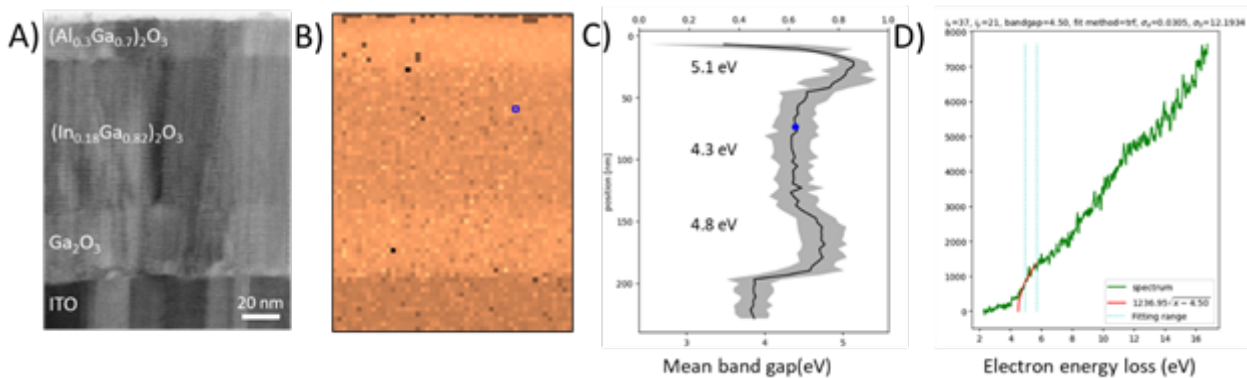 A)
(Al0.3Ga0.7)2O3
(In0.18Ga0.82)2O3
Ga2O3
ITO
20 nm
B)
C)
0.0 0.2 0.4 0.6 0.8 1.0
0
50
100
150
200
position [nm]
5.1 eV
4.3 eV
4.8 eV
3 4 5
Mean band gap(eV)
D)
ix=37, iy=21, bandgap=4.50, fit method=trf, σx=0.0305, σy=12.1934
8000
7000
6000
5000
4000
3000
2000
1000
0
spectrum
1236.95·√x − 4.50
Fitting range
2 4 6 8 10 12 14 16
Electron energy loss (eV)